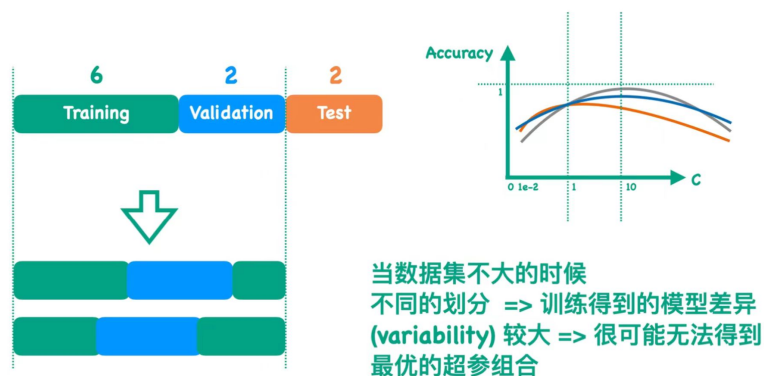 6
2
2
Training
Validation
Test
Accuracy
1
0 1e-2
1
10
C
当数据集不大的时候
不同的划分 => 训练得到的模型差异
(variability) 较大 => 很可能无法得到
最优的超参组合